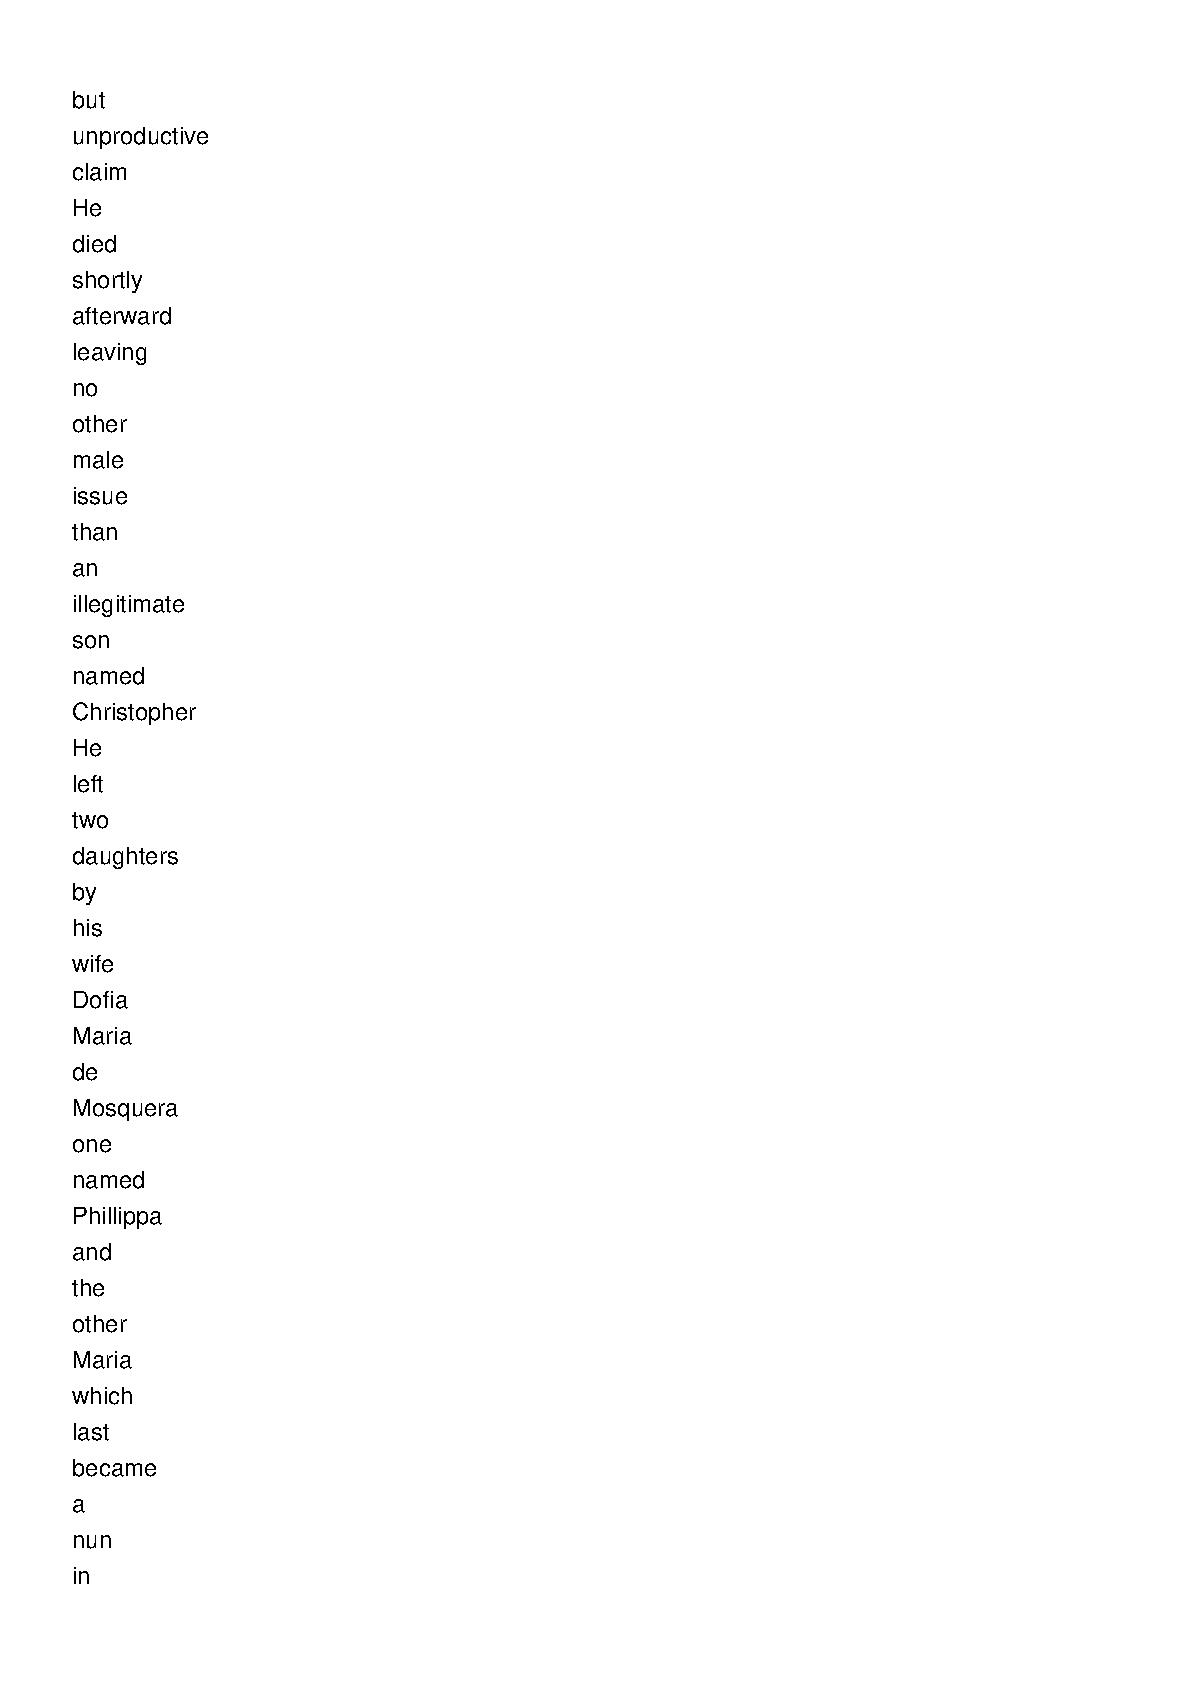 but
unproductive
claim
He
died
shortly
afterward
leaving
no
other
male
issue
than
an
illegitimate
son
named
Christopher
He
left
two
daughters
by
his
wife
Dofia
Maria
de
Mosquera
one
named
Phillippa
and
the
other
Maria
which
last
became
a
nun
in